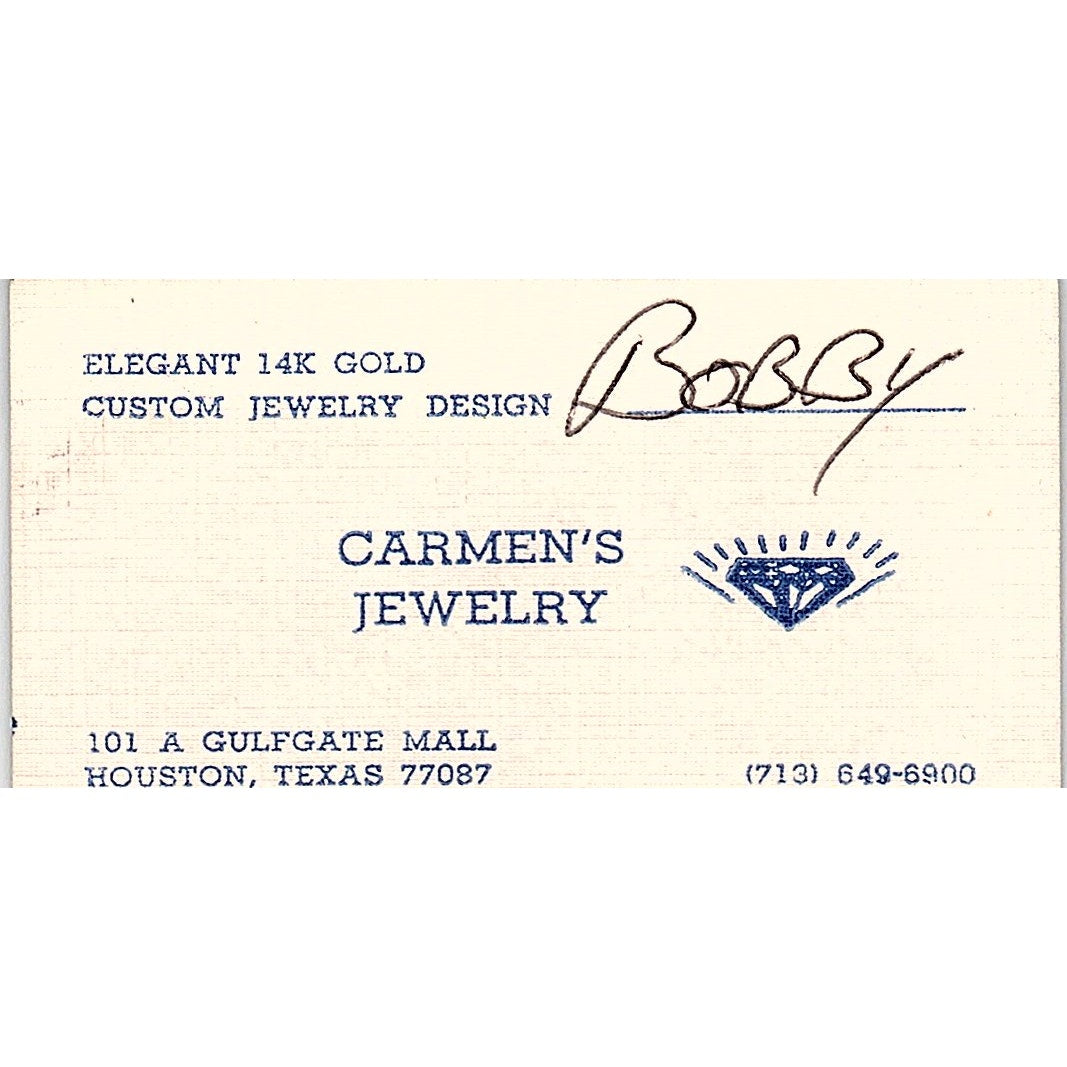 ELEGANT 14K GOLD
CUSTOM JEWELRY DESIGN BOBBY
CARMEN'S
JEWELRY
101 A GULFGATE MALL
HOUSTON, TEXAS 77087
(713) 649-6900